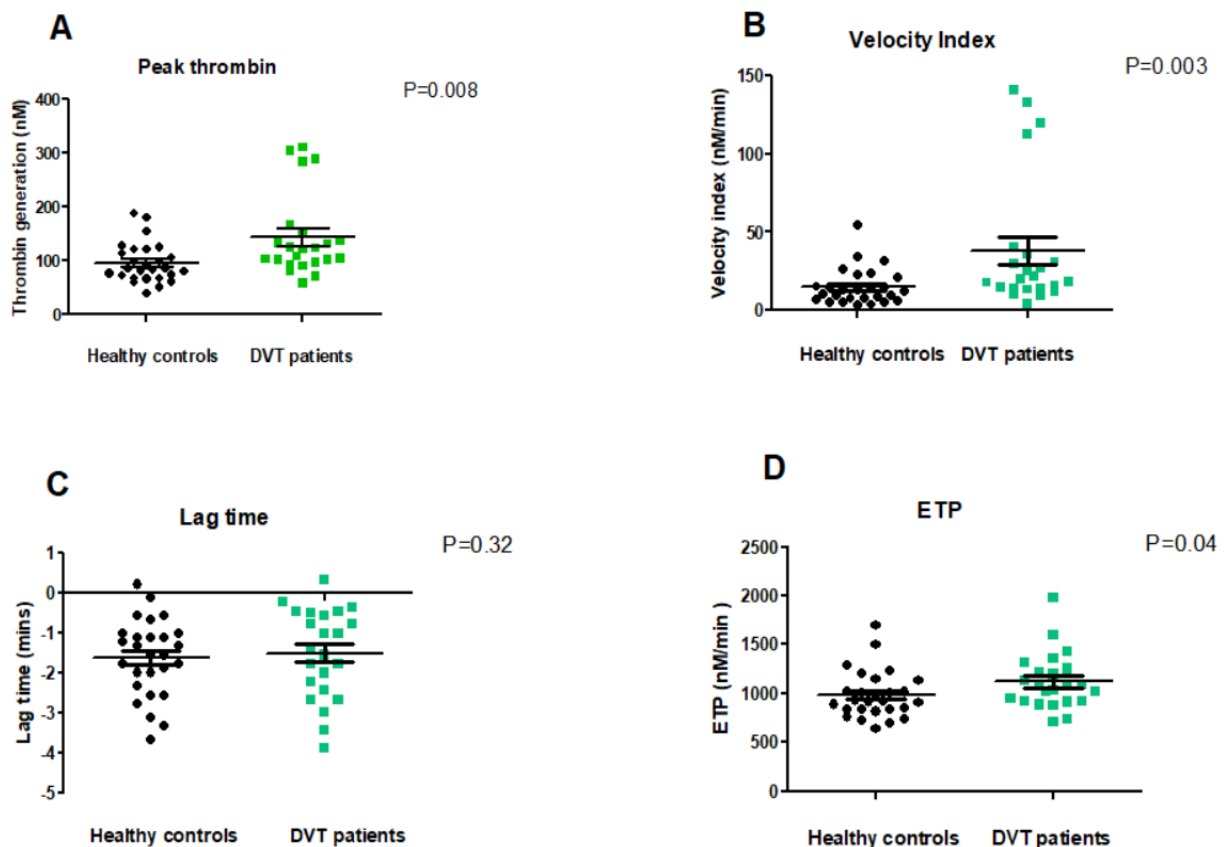 A
Peak thrombin
P=0.008
Thrombin generation (nM)
400
300
200
100
0
Healthy controls
DVT patients
B
Velocity Index
P=0.003
Velocity index (nM/min)
150
100
50
0
Healthy controls
DVT patients
C
Lag time
P=0.32
Lag time (mins)
1
0
-1
-2
-3
-4
-5
Healthy controls
DVT patients
D
ETP
P=0.04
ETP (nM/min )
2500
2000
1500
1000
500
0
Healthy controls
DVT patients